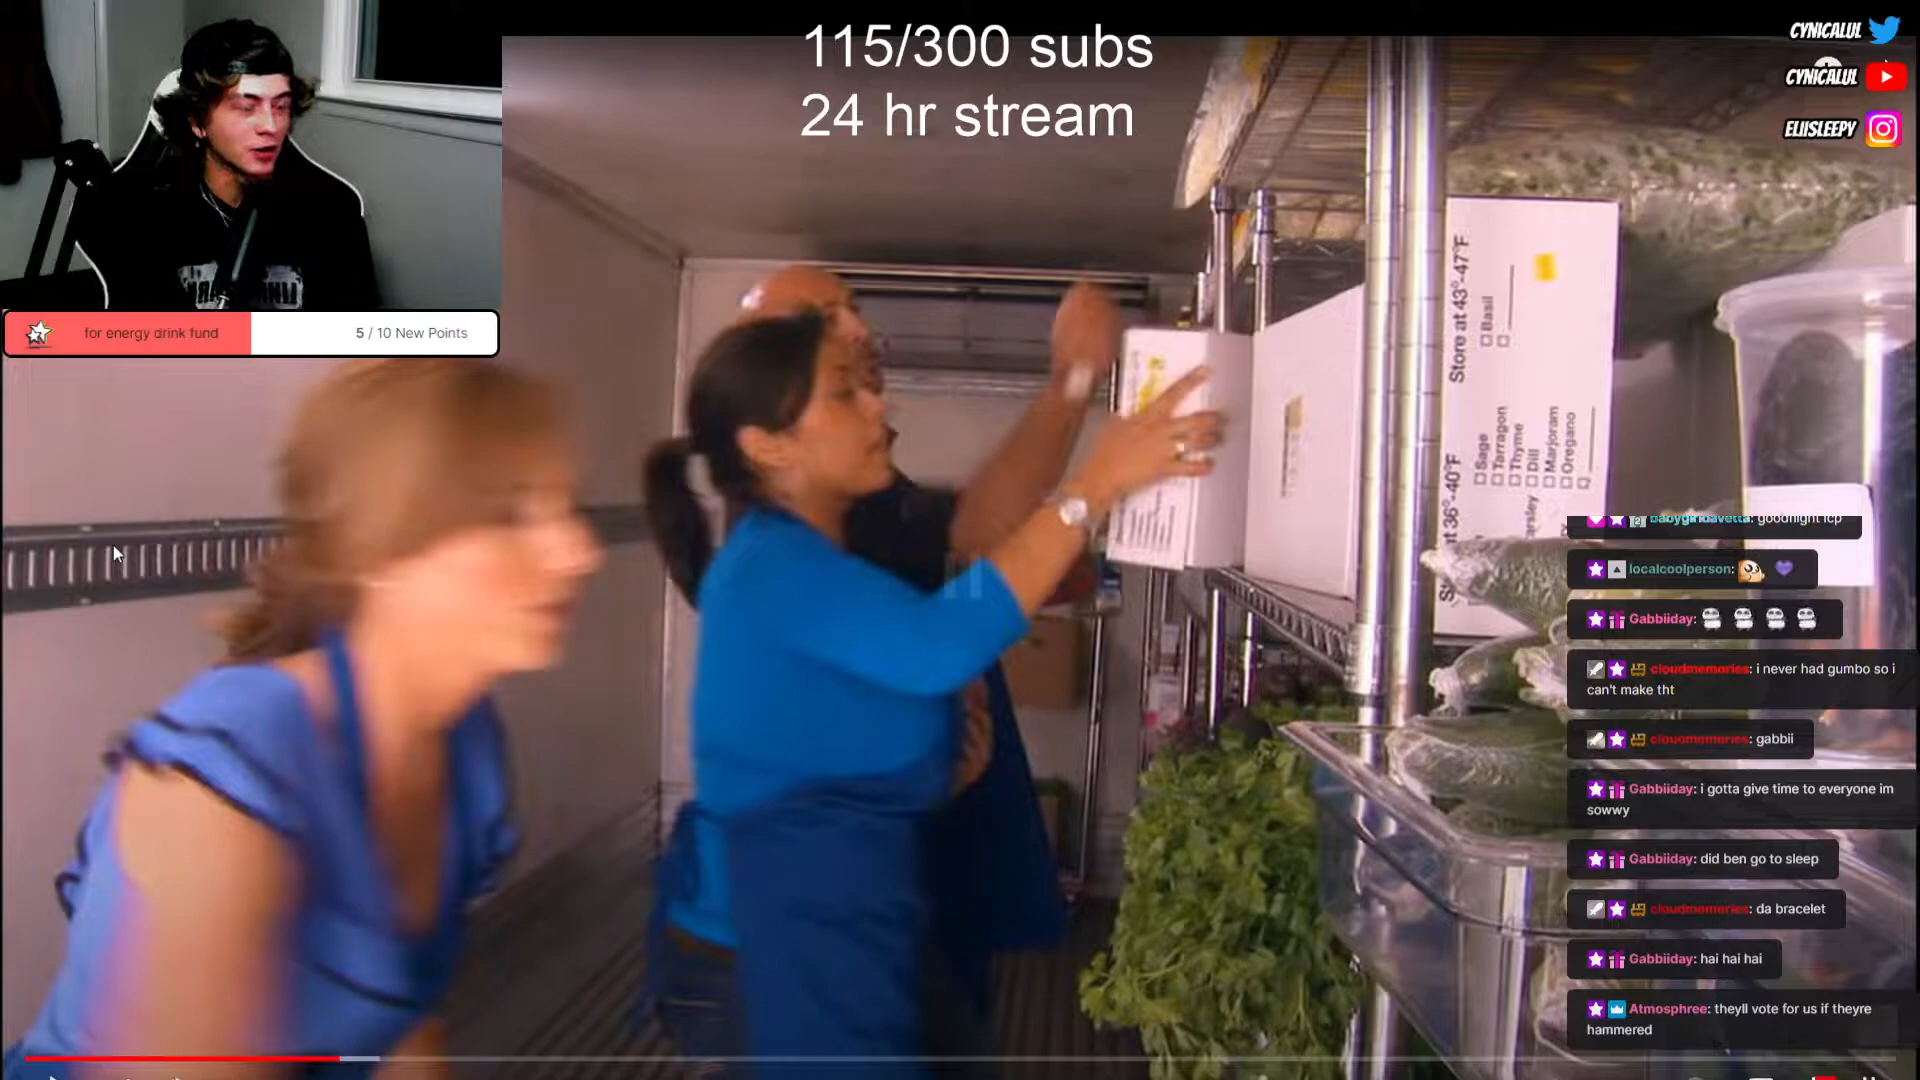 115/300 subs
24 hr stream
CYNICALUL
CYNICALUL
ELIISLEEPY
for energy drink fund
5 / 10 New Points
Store at 43°-47°F
Basil
36°-40°F
Sage
Tarragon
Thyme
Dill
Marjoram
Oregano
babygirldavetta: goodnight lcp
localcoolperson:
Gabbiiday:
cloudmemories: i never had gumbo so i
can't make tht
cloudmemories: gabbii
Gabbiiday: i gotta give time to everyone im
sowwy
Gabbiiday: did ben go to sleep
cloudmemories: da bracelet
Gabbiiday: hai hai hai
Atmosphree: theyll vote for us if theyre
hammered